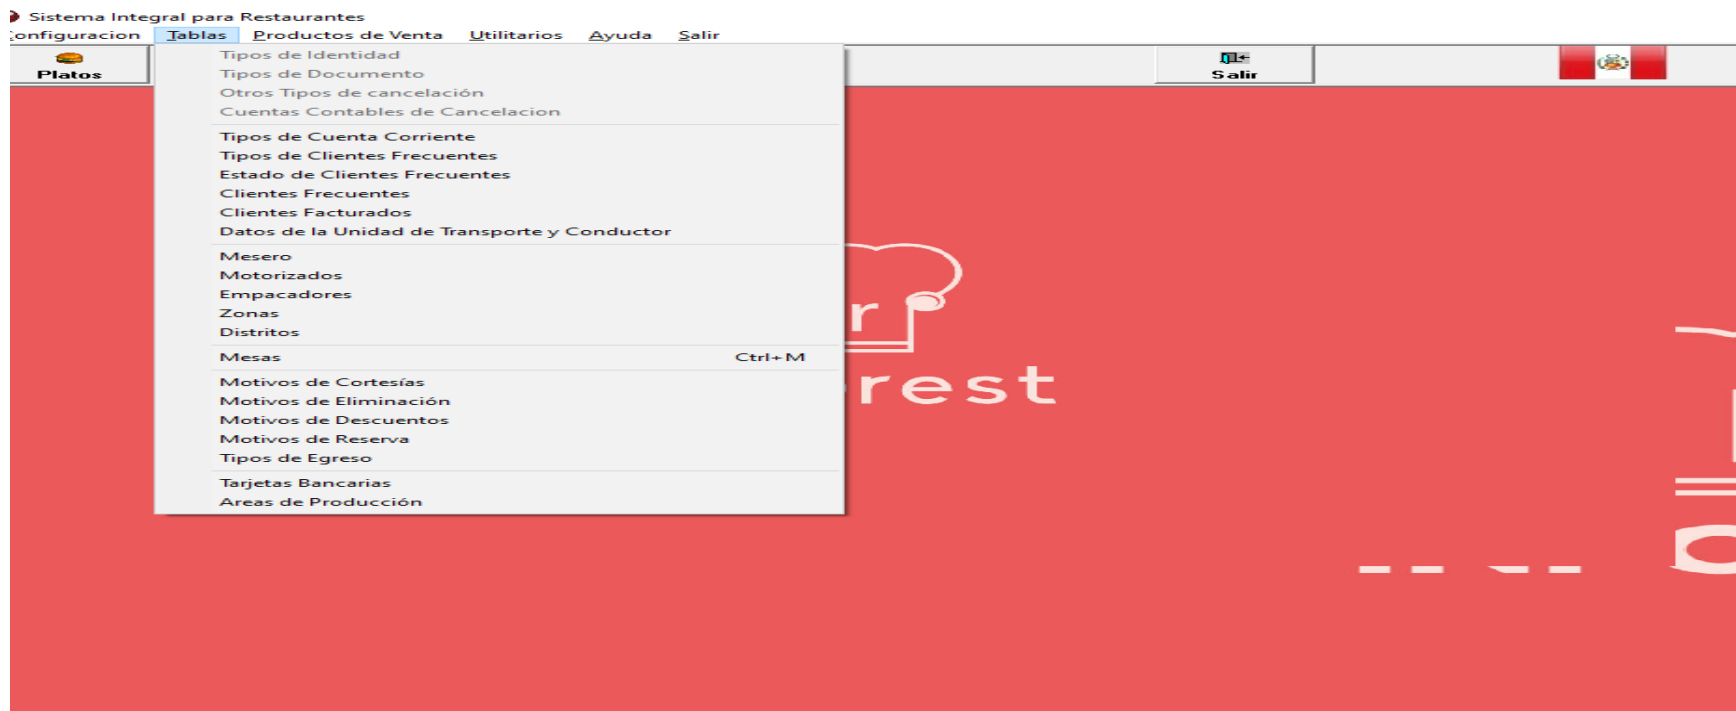 Sistema Integral para Restaurantes
Configuracion Tablas Productos de Venta Utilitarios Ayuda Salir
Platos
Salir
Tipos de Identidad
Tipos de Documento
Otros Tipos de cancelación
Cuentas Contables de Cancelacion
Tipos de Cuenta Corriente
Tipos de Clientes Frecuentes
Estado de Clientes Frecuentes
Clientes Frecuentes
Clientes Facturados
Datos de la Unidad de Transporte y Conductor
Mesero
Motorizados
Empacadores
Zonas
Distritos
Mesas Ctrl+M
Motivos de Cortesías
Motivos de Eliminación
Motivos de Descuentos
Motivos de Reserva
Tipos de Egreso
Tarjetas Bancarias
Areas de Producción
r
rest